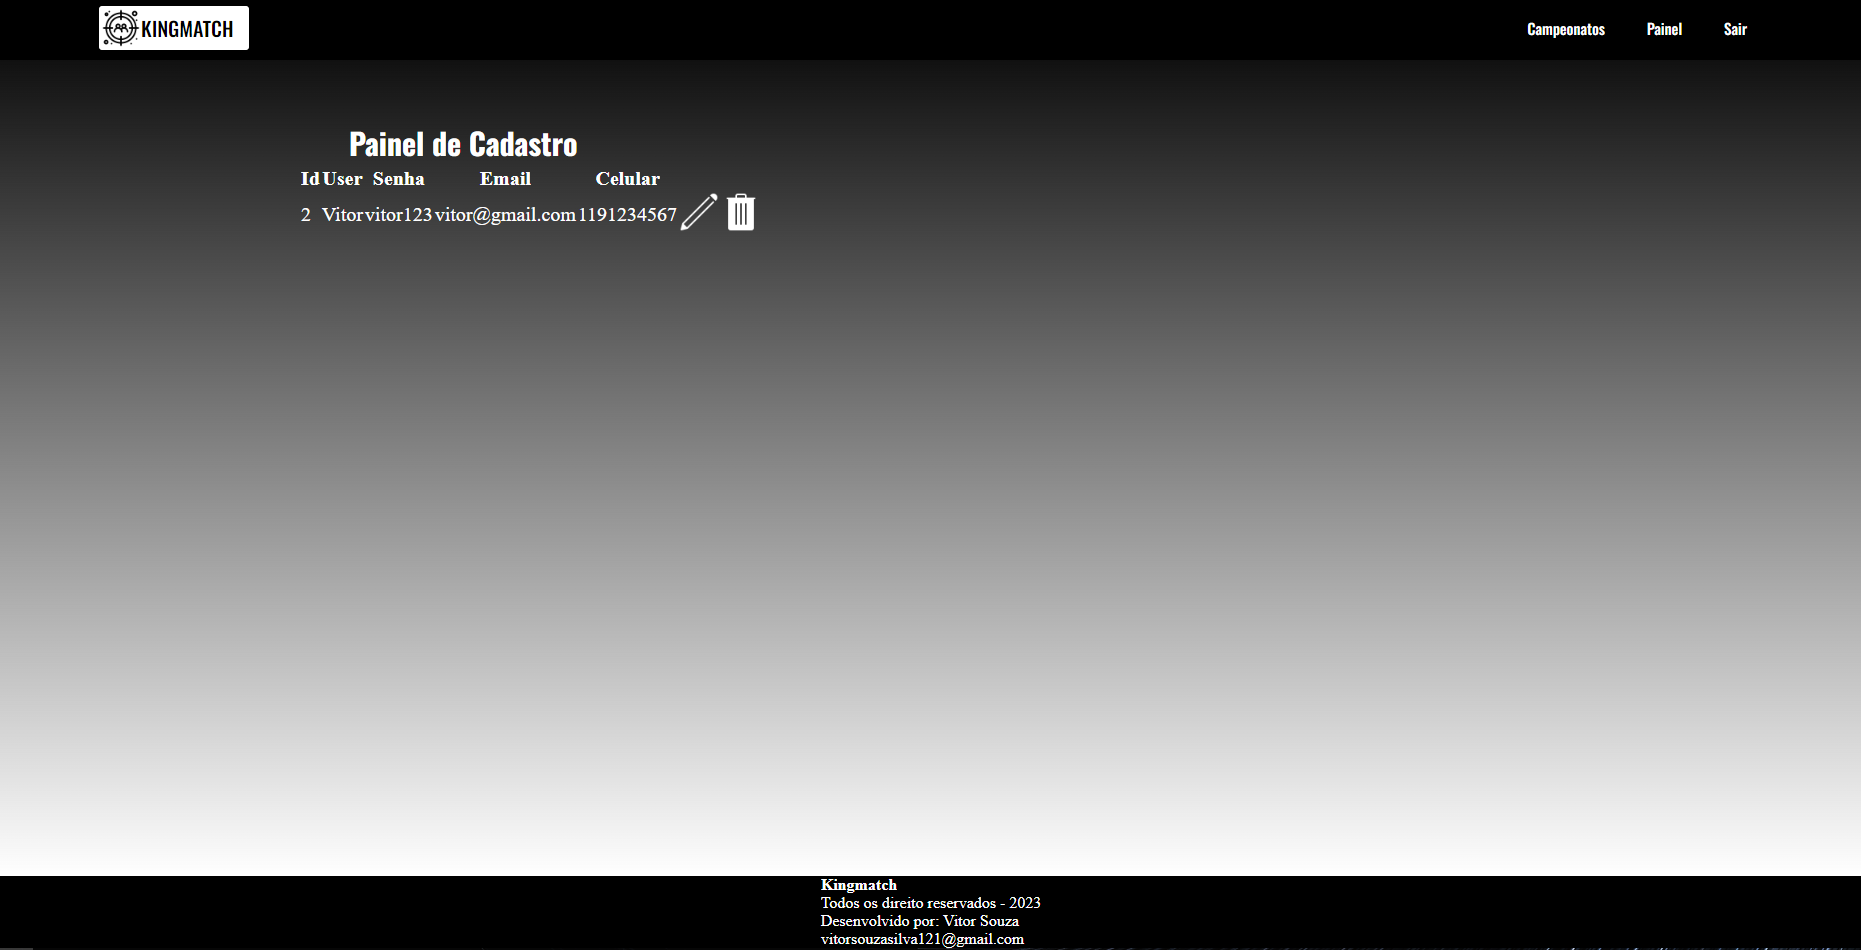 KINGMATCH
Campeonatos Painel Sair
Painel de Cadastro
Id User Senha Email Celular
2 Vitor vitor123 vitor@gmail.com 1191234567
Kingmatch
Todos os direito reservados - 2023
Desenvolvido por: Vitor Souza
vitorsouzasilva121@gmail.com